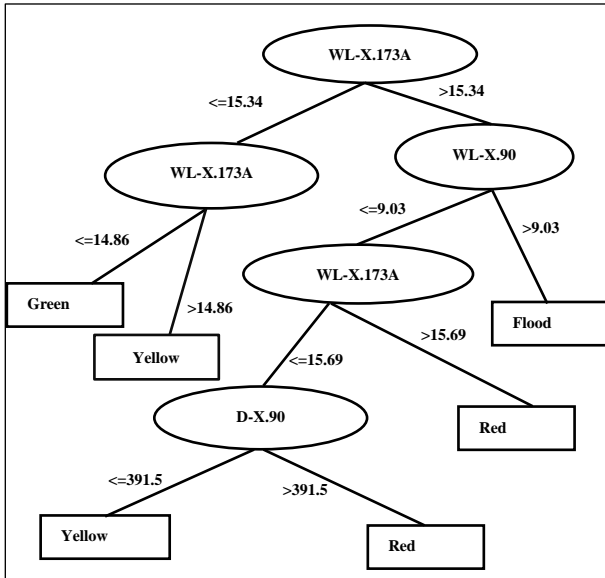 WL-X.173A
<=15.34
>15.34
WL-X.90
WL-X.173A
<=9.03
>9.03
<=14.86
WL-X.173A
Green
>14.86
Flood
>15.69
Yellow
<=15.69
D-X.90
Red
<=391.5
>391.5
Yellow
Red